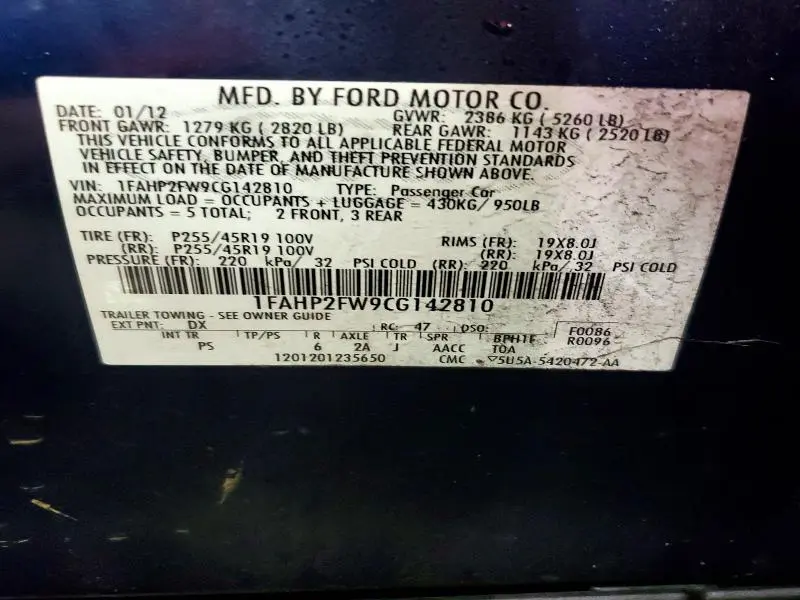 MFD. BY FORD MOTOR CO.
DATE: 01/12 GVWR: 2386 KG ( 5260 LB)
FRONT GAWR: 1279 KG ( 2820 LB) REAR GAWR: 1143 KG ( 2520 LB)
THIS VEHICLE CONFORMS TO ALL APPLICABLE FEDERAL MOTOR
VEHICLE SAFETY, BUMPER, AND THEFT PREVENTION STANDARDS
IN EFFECT ON THE DATE OF MANUFACTURE SHOWN ABOVE.
VIN: 1FAHP2FW9CG142810 TYPE: Passenger Car
MAXIMUM LOAD = OCCUPANTS + LUGGAGE = 430KG/ 950LB
OCCUPANTS = 5 TOTAL; 2 FRONT, 3 REAR
TIRE (FR): P255/45R19 100V RIMS (FR): 19X8.0J
(RR): P255/45R19 100V (RR): 19X8.0J
PRESSURE (FR): 220 kPa/ 32 PSI COLD (RR): 220 kPa/ 32 PSI COLD
1FAHP2FW9CG142810
TRAILER TOWING - SEE OWNER GUIDE
EXT PNT: DX RC: 47 DSO: F0086
INT TR TP/PS R AXLE TR SPR R0096
PS 6 2A J AACC TOA
1201201235650 CMC 5U5A-5420472-AA